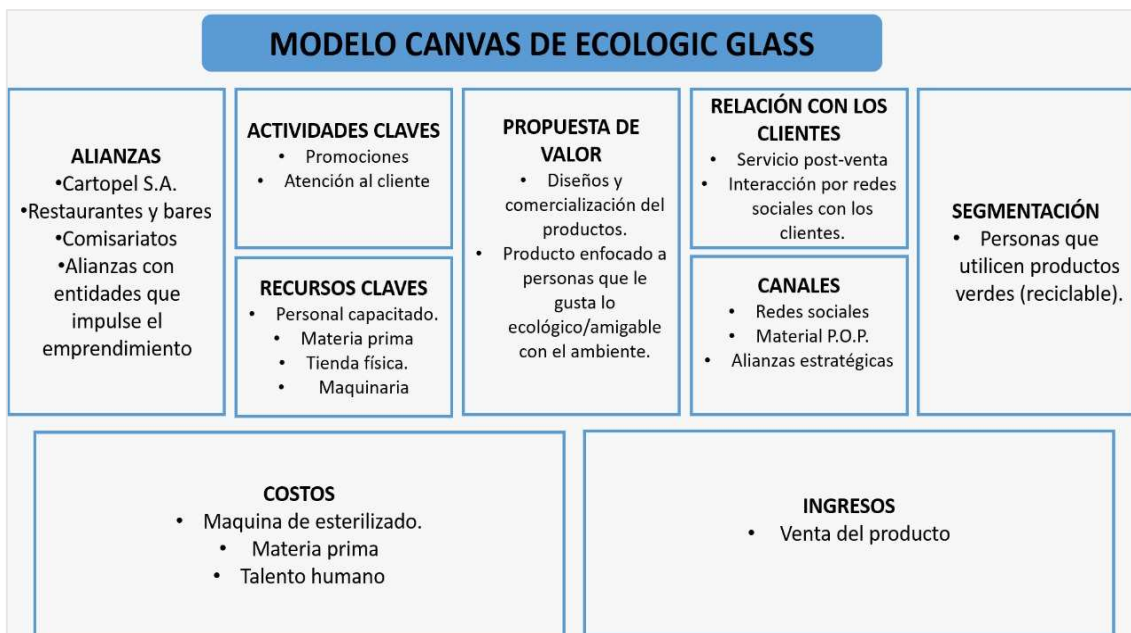 MODELO CANVAS DE ECOLOGIC GLASS
ALIANZAS
•Cartopel S.A.
•Restaurantes y bares
•Comisariatos
•Alianzas con
entidades que
impulse el
emprendimiento
ACTIVIDADES CLAVES
• Promociones
• Atención al cliente
RECURSOS CLAVES
• Personal capacitado.
• Materia prima
• Tienda física.
• Maquinaria
PROPUESTA DE
VALOR
• Diseños y
comercialización del
productos.
• Producto enfocado a
personas que le
gusta lo
ecológico/amigable
con el ambiente.
RELACIÓN CON LOS
CLIENTES
• Servicio post-venta
• Interacción por redes
sociales con los
clientes.
CANALES
• Redes sociales
• Material P.O.P.
• Alianzas estratégicas
SEGMENTACIÓN
• Personas que
utilicen productos
verdes (reciclable).
COSTOS
• Maquina de esterilizado.
• Materia prima
• Talento humano
INGRESOS
• Venta del producto